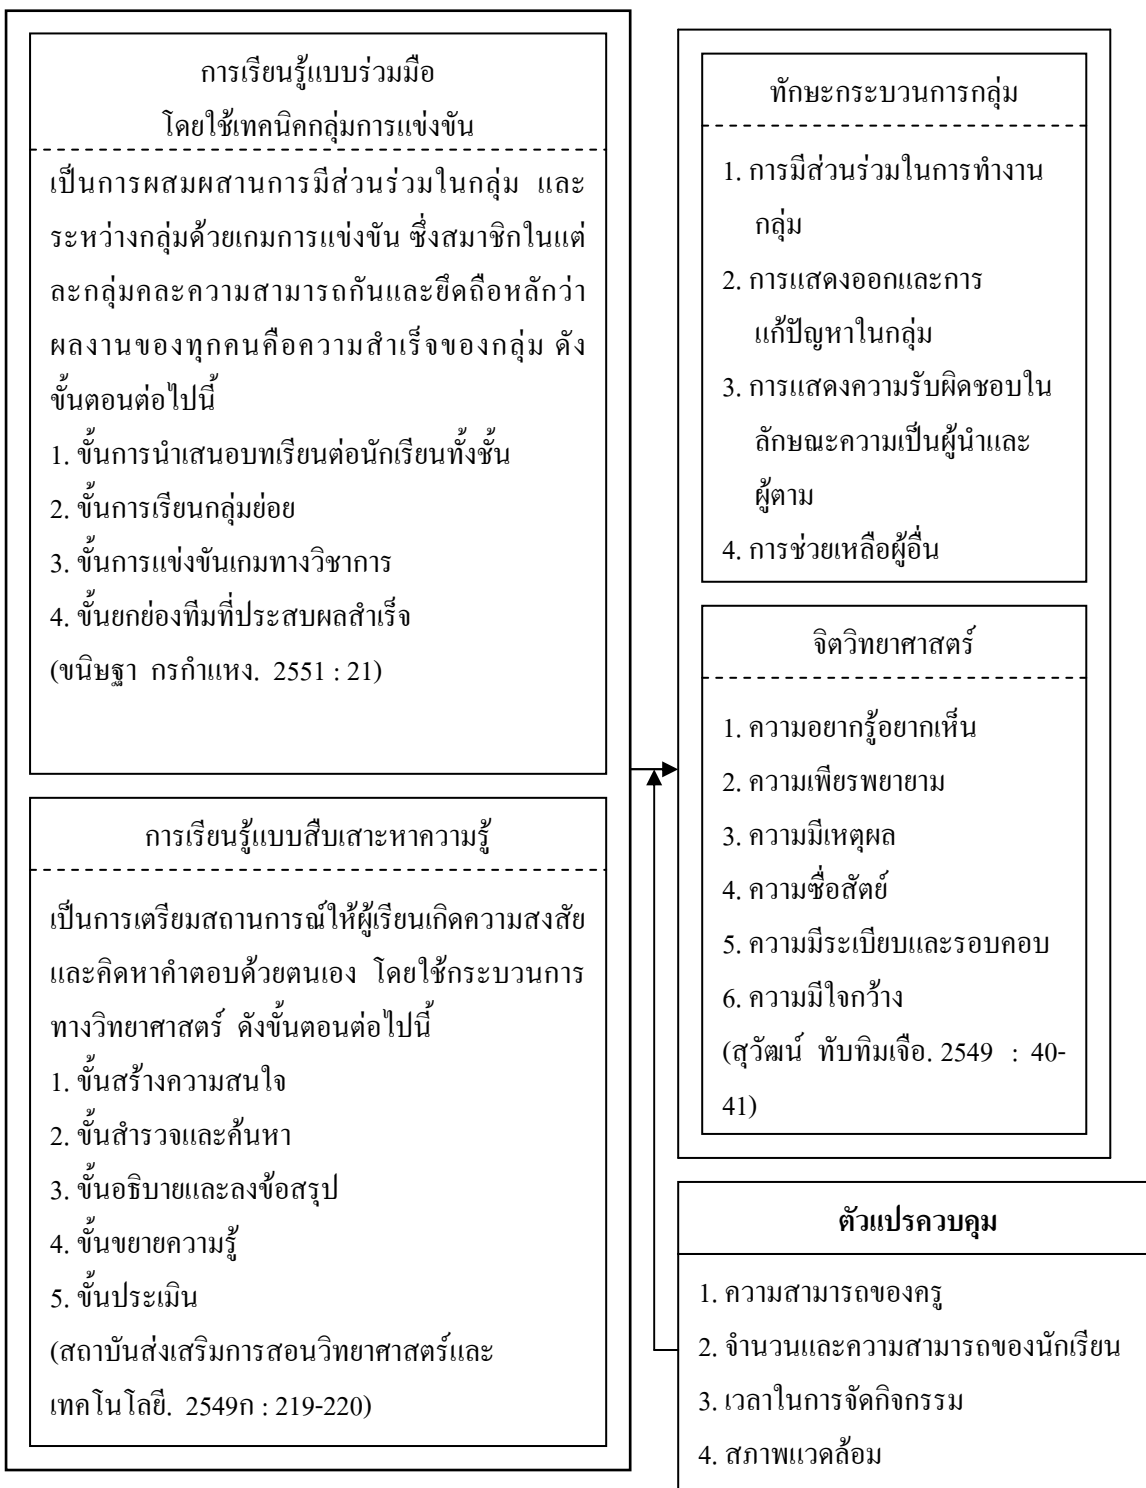 การเรียนรู้แบบร่วมมือ
โดยใช้เทคนิคกลุ่มการแข่งขัน
เป็นการผสมผสานการมีส่วนร่วมในกลุ่ม และ
ระหว่างกลุ่มด้วยเกมการแข่งขัน ซึ่งสมาชิกในแต่
ละกลุ่มคละความสามารถกันและยึดถือหลักว่า
ผลงานของทุกคนคือความสำเร็จของกลุ่ม ดัง
ขั้นตอนต่อไปนี้
1. ขั้นการนำเสนอบทเรียนต่อนักเรียนทั้งชั้น
2. ขั้นการเรียนกลุ่มย่อย
3. ขั้นการแข่งขันเกมทางวิชาการ
4. ขั้นยกย่องทีมที่ประสบผลสำเร็จ
(ขนิษฐา กรกำแหง. 2551 : 21)
การเรียนรู้แบบสืบเสาะหาความรู้
เป็นการเตรียมสถานการณ์ให้ผู้เรียนเกิดความสงสัย
และคิดหาคำตอบด้วยตนเอง โดยใช้กระบวนการ
ทางวิทยาศาสตร์ ดังขั้นตอนต่อไปนี้
1. ขั้นสร้างความสนใจ
2. ขั้นสำรวจและค้นหา
3. ขั้นอธิบายและลงข้อสรุป
4. ขั้นขยายความรู้
5. ขั้นประเมิน
(สถาบันส่งเสริมการสอนวิทยาศาสตร์และ
เทคโนโลยี. 2549ก : 219-220)
ทักษะกระบวนการกลุ่ม
1. การมีส่วนร่วมในการทำงาน
กลุ่ม
2. การแสดงออกและการ
แก้ปัญหาในกลุ่ม
3. การแสดงความรับผิดชอบใน
ลักษณะความเป็นผู้นำและ
ผู้ตาม
4. การช่วยเหลือผู้อื่น
จิตวิทยาศาสตร์
1. ความอยากรู้อยากเห็น
2. ความเพียรพยายาม
3. ความมีเหตุผล
4. ความซื่อสัตย์
5. ความมีระเบียบและรอบคอบ
6. ความมีใจกว้าง
(สุวัฒน์ ทับทิมเจือ. 2549 : 40-
41)
ตัวแปรควบคุม
1. ความสามารถของครู
2. จำนวนและความสามารถของนักเรียน
3. เวลาในการจัดกิจกรรม
4. สภาพแวดล้อม